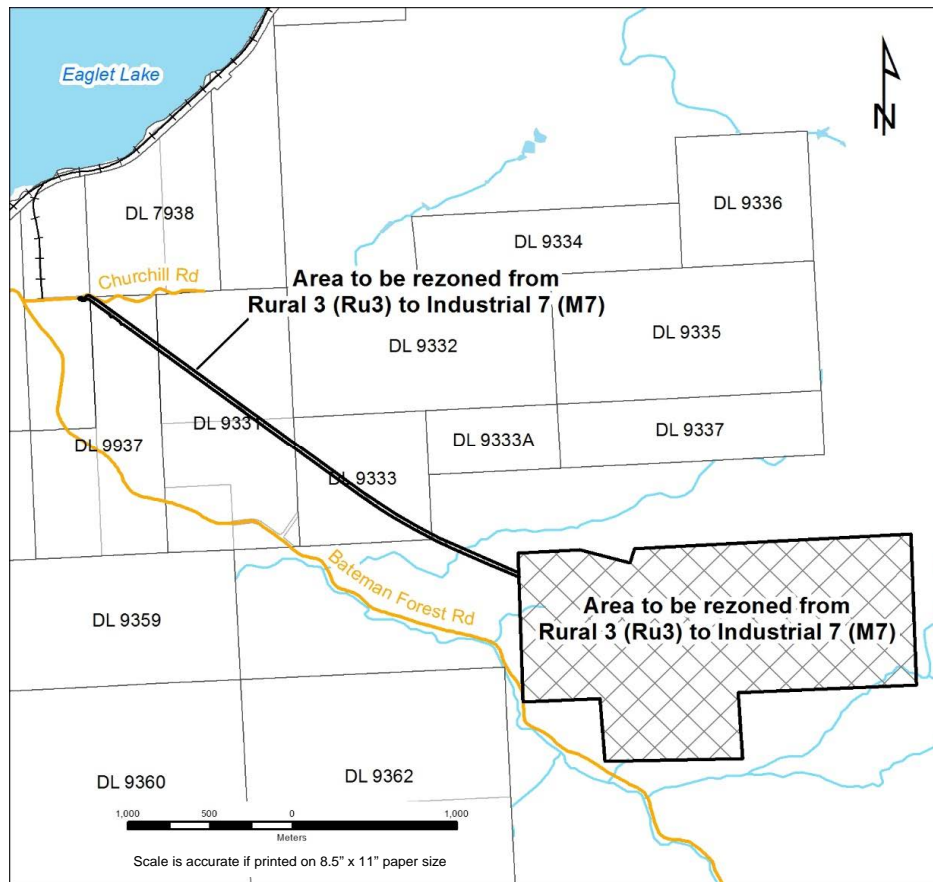 Eaglet Lake
N
DL 7938
DL 9336
DL 9334
Churchill Rd
Area to be rezoned from
Rural 3 (Ru3) to Industrial 7 (M7)
DL 9332
DL 9335
DL 9331
DL 9333A
DL 9337
DL 9937
DL 9333
Bateman Forest Rd
Area to be rezoned from
Rural 3 (Ru3) to Industrial 7 (M7)
DL 9359
DL 9360
DL 9362
1,000 500 0 1,000
Meters
Scale is accurate if printed on 8.5” x 11” paper size